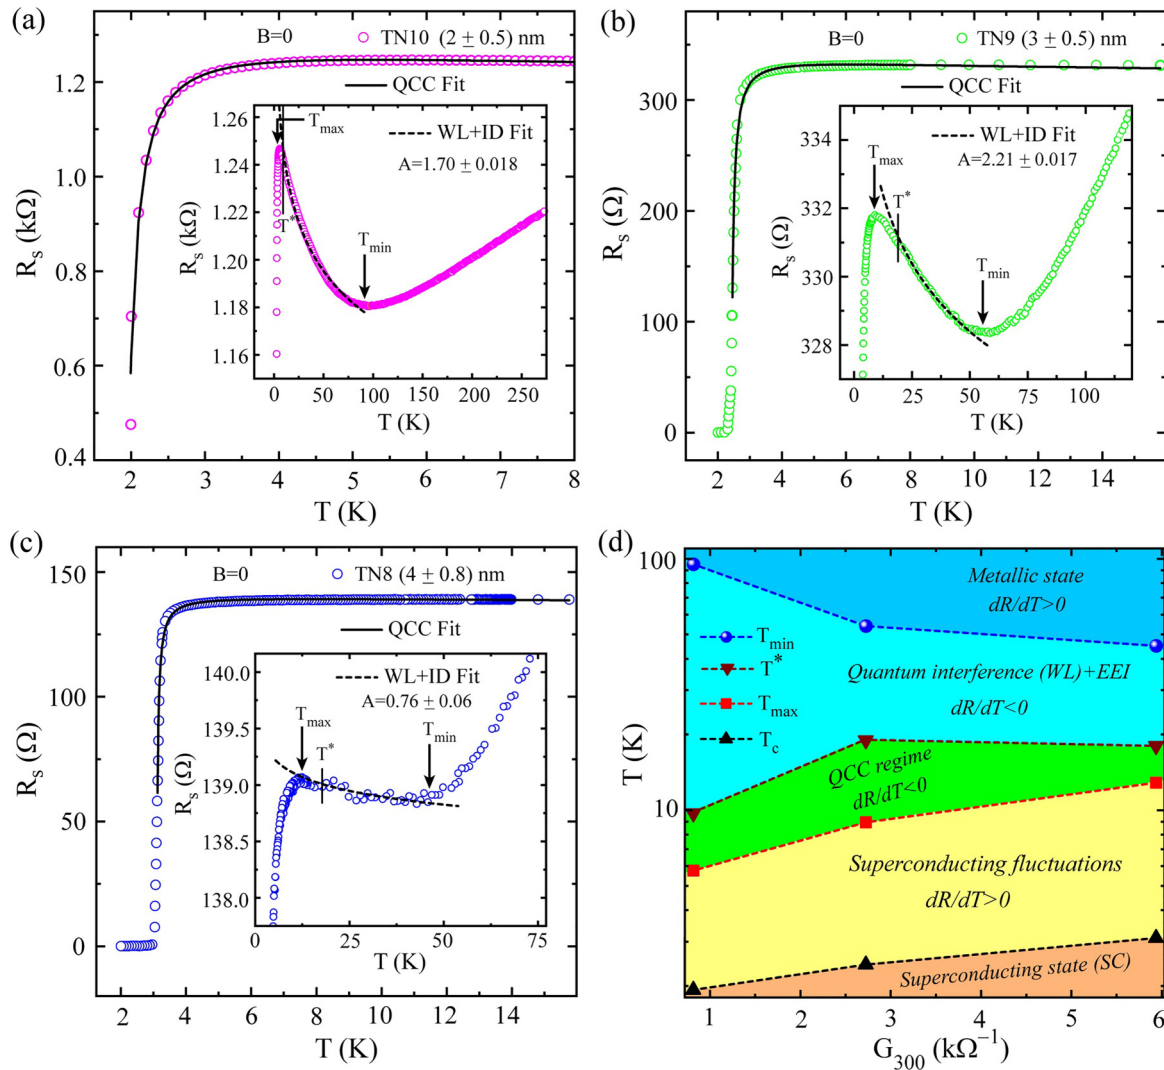 (a)
B=0
TN10 (2 ± 0.5) nm
QCC Fit
WL+ID Fit
A=1.70 ± 0.018
T_max
T*
T_min
1.26
1.24
1.22
1.20
1.18
1.16
R_s (kΩ)
0 50 100 150 200 250
T (K)
1.2
1.0
0.8
0.6
0.4
R_s (kΩ)
2 3 4 5 6 7 8
T (K)
(b)
B=0
TN9 (3 ± 0.5) nm
QCC Fit
WL+ID Fit
A=2.21 ± 0.017
T_max
T*
T_min
334
332
330
328
R_s (Ω)
0 25 50 75 100
T (K)
300
200
100
0
R_s (Ω)
2 4 6 8 10 12 14
T (K)
(c)
B=0
TN8 (4 ± 0.8) nm
QCC Fit
WL+ID Fit
A=0.76 ± 0.06
T_max
T*
T_min
140.0
139.5
139.0
138.5
138.0
R_s (Ω)
0 25 50 75
T (K)
150
100
50
0
R_s (Ω)
2 4 6 8 10 12 14
T (K)
(d)
100
10
T (K)
Metallic state
dR/dT>0
T_min
T*
T_max
T_c
Quantum interference (WL)+EEI
dR/dT<0
QCC regime
dR/dT<0
Superconducting fluctuations
dR/dT>0
Superconducting state (SC)
1 2 3 4 5 6
G_300 (kΩ⁻¹)